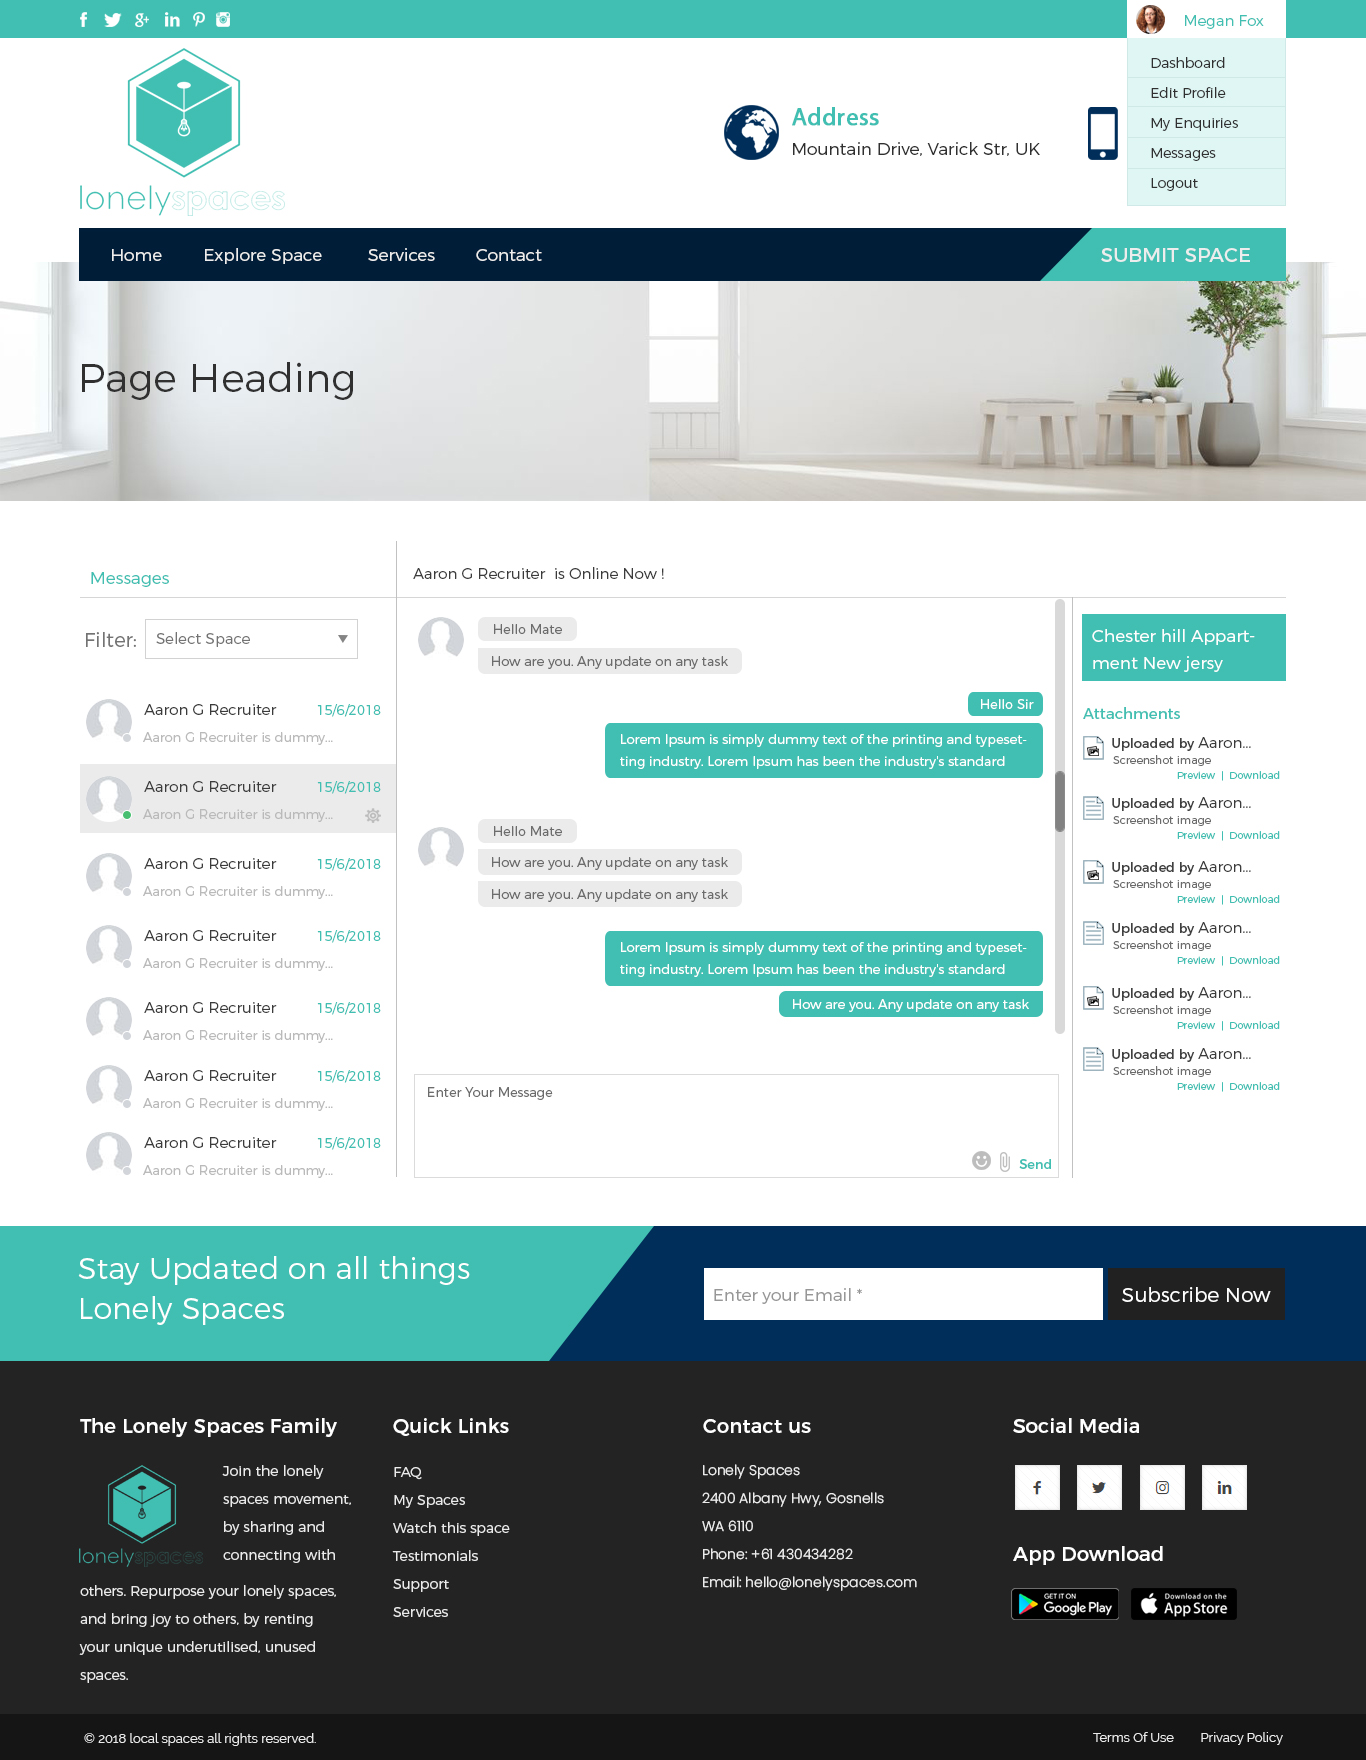 Megan Fox
Dashboard
Edit Profile
My Enquiries
Messages
Logout
lonelyspaces
Address
Mountain Drive, Varick Str, UK
Home
Explore Space
Services
Contact
SUBMIT SPACE
Page Heading
Messages
Filter:
Select Space
Aaron G Recruiter
15/6/2018
Aaron G Recruiter is dummy...
Aaron G Recruiter
15/6/2018
Aaron G Recruiter is dummy...
Aaron G Recruiter
15/6/2018
Aaron G Recruiter is dummy...
Aaron G Recruiter
15/6/2018
Aaron G Recruiter is dummy...
Aaron G Recruiter
15/6/2018
Aaron G Recruiter is dummy...
Aaron G Recruiter
15/6/2018
Aaron G Recruiter is dummy...
Aaron G Recruiter
15/6/2018
Aaron G Recruiter is dummy...
Aaron G Recruiter is Online Now !
Hello Mate
How are you. Any update on any task
Hello Sir
Lorem Ipsum is simply dummy text of the printing and typeset-
ting industry. Lorem Ipsum has been the industry's standard
Hello Mate
How are you. Any update on any task
How are you. Any update on any task
Lorem Ipsum is simply dummy text of the printing and typeset-
ting industry. Lorem Ipsum has been the industry's standard
How are you. Any update on any task
Enter Your Message
Send
Chester hill Appart-
ment New jersy
Attachments
Uploaded by Aaron...
Screenshot image
Preview | Download
Uploaded by Aaron...
Screenshot image
Preview | Download
Uploaded by Aaron...
Screenshot image
Preview | Download
Uploaded by Aaron...
Screenshot image
Preview | Download
Uploaded by Aaron...
Screenshot image
Preview | Download
Uploaded by Aaron...
Screenshot image
Preview | Download
Stay Updated on all things
Lonely Spaces
Enter your Email *
Subscribe Now
The Lonely Spaces Family
lonelyspaces
Join the lonely
spaces movement,
by sharing and
connecting with
others. Repurpose your lonely spaces,
and bring joy to others, by renting
your unique underutilised, unused
spaces.
Quick Links
FAQ
My Spaces
Watch this space
Testimonials
Support
Services
Contact us
Lonely Spaces
2400 Albany Hwy, Gosnells
WA 6110
Phone: +61 430434282
Email: hello@lonelyspaces.com
Social Media
App Download
GET IT ON
Google Play
Download on the
App Store
© 2018 local spaces all rights reserved.
Terms Of Use
Privacy Policy